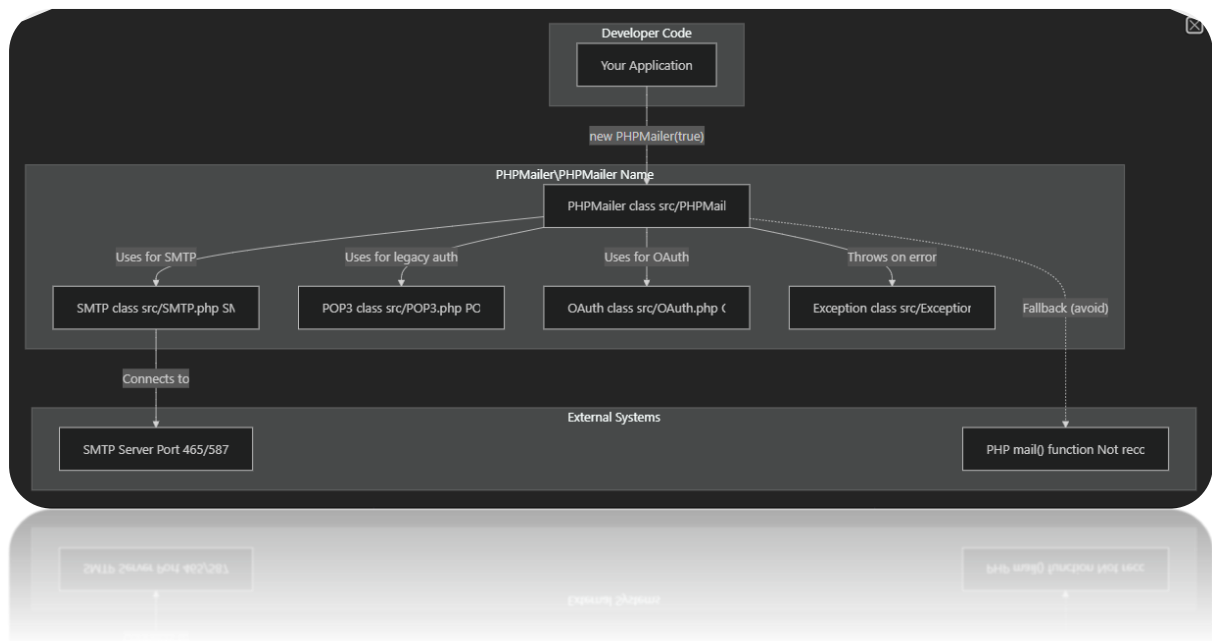 Developer Code
Your Application
new PHPMailer(true)
PHPMailer\PHPMailer Name
PHPMailer class src/PHPMail
Uses for SMTP
Uses for legacy auth
Uses for OAuth
Throws on error
SMTP class src/SMTP.php SM
POP3 class src/POP3.php PO
OAuth class src/OAuth.php
Exception class src/Exception
Fallback (avoid)
Connects to
External Systems
SMTP Server Port 465/587
PHP mail() function Not recc